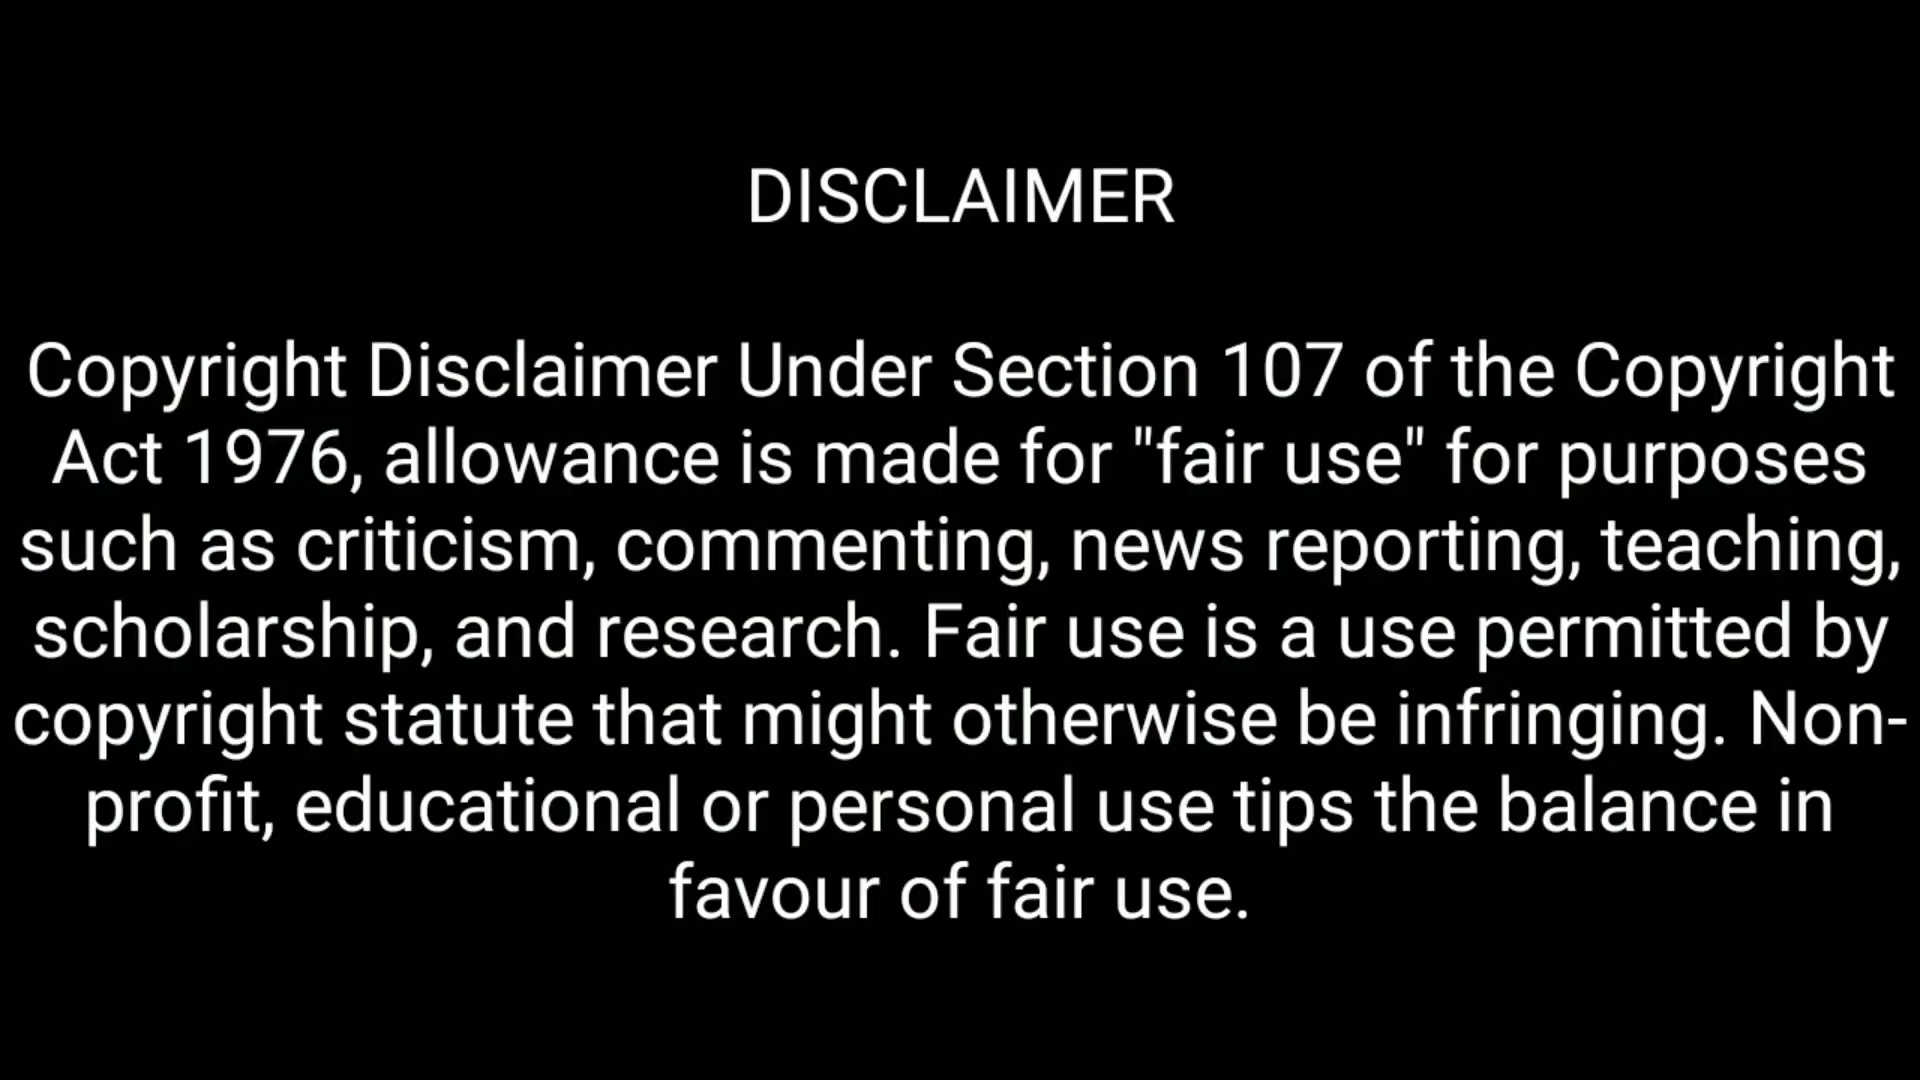 DISCLAIMER
Copyright Disclaimer Under Section 107 of the Copyright
Act 1976, allowance is made for "fair use" for purposes
such as criticism, commenting, news reporting, teaching,
scholarship, and research. Fair use is a use permitted by
copyright statute that might otherwise be infringing. Non-
profit, educational or personal use tips the balance in
favour of fair use.